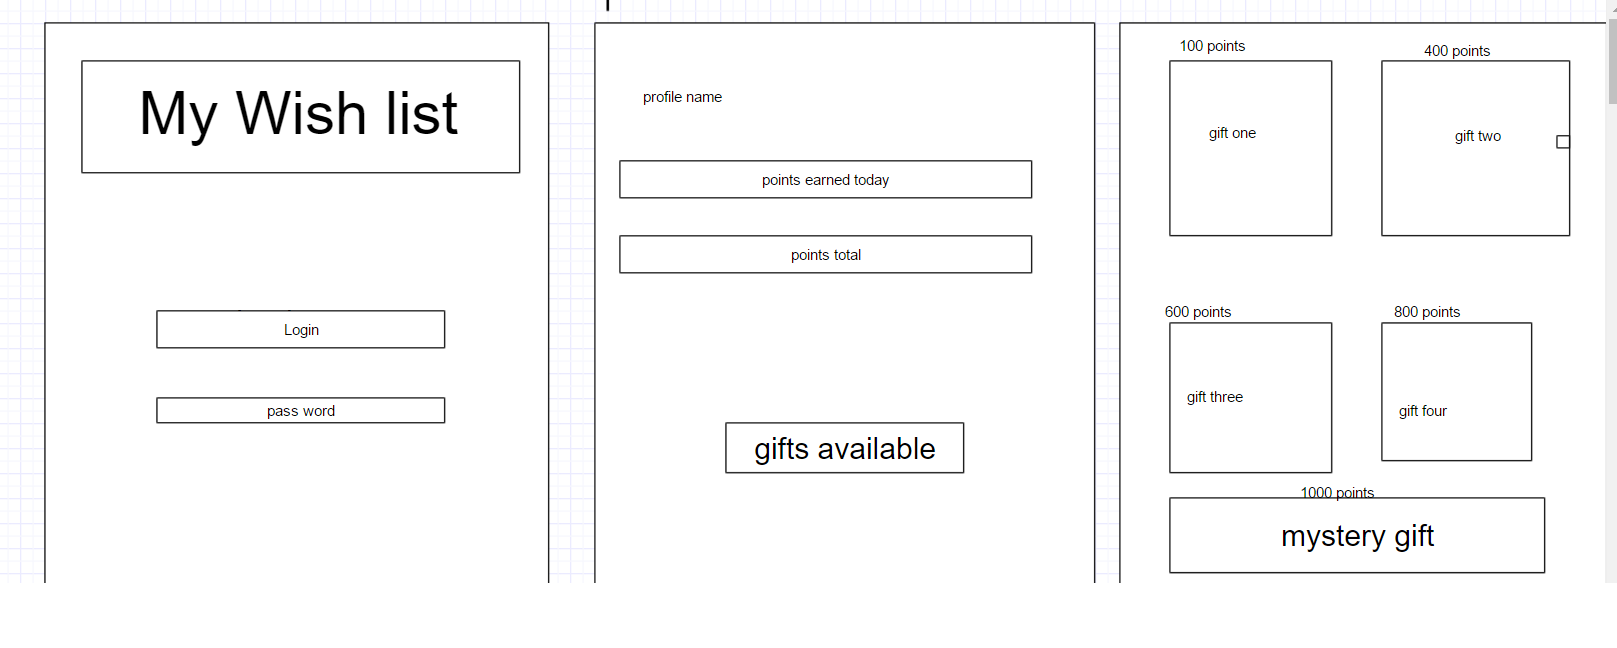 My Wish list
Login
pass word
profile name
points earned today
points total
gifts available
100 points
400 points
gift one
gift two
600 points
800 points
gift three
gift four
1000 points
mystery gift